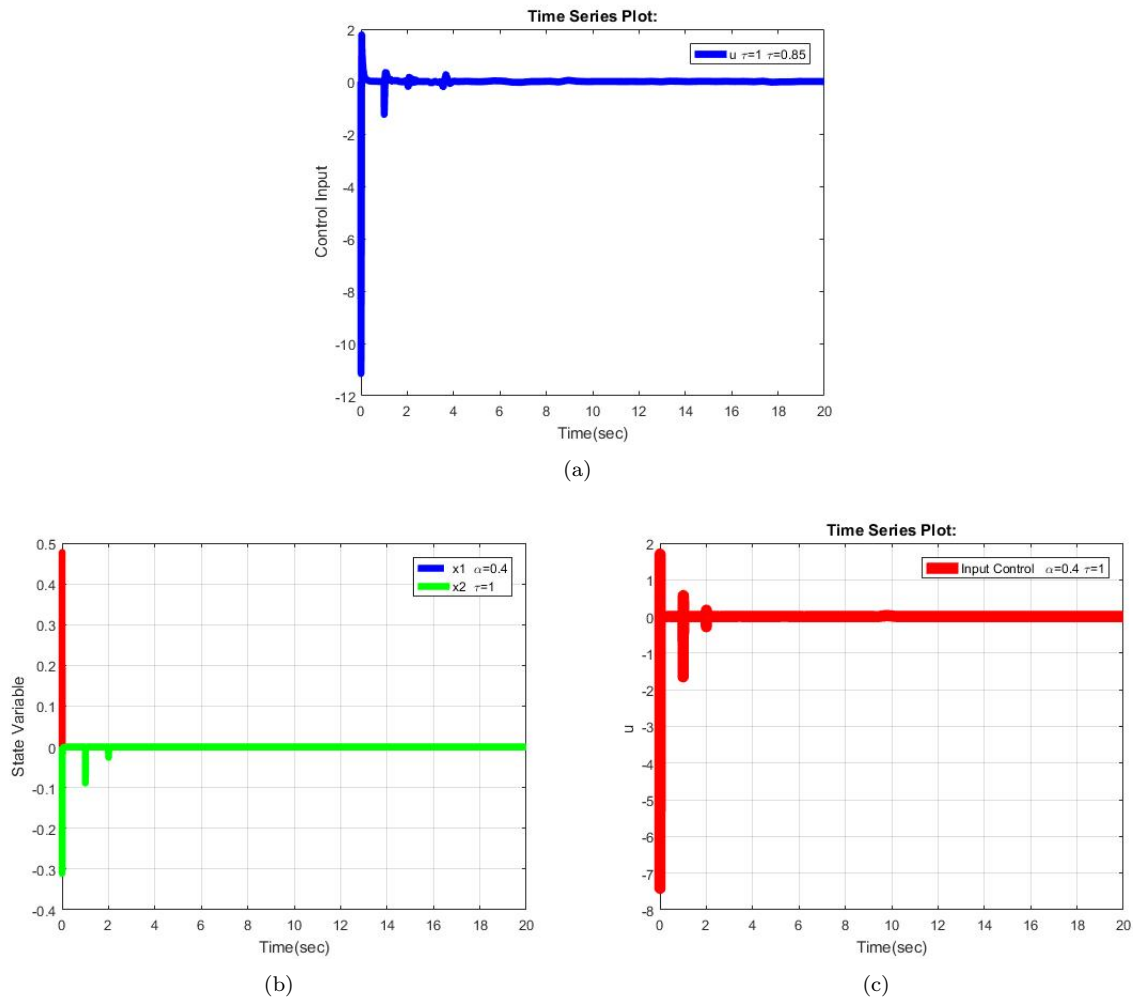 Time Series Plot:
u τ=1 τ=0.85
Control Input
2
0
-2
-4
-6
-8
-10
-12
0 2 4 6 8 10 12 14 16 18 20
Time(sec)
(a)
x1 α=0.4
x2 τ=1
State Variable
0.5
0.4
0.3
0.2
0.1
0
-0.1
-0.2
-0.3
-0.4
0 2 4 6 8 10 12 14 16 18 20
Time(sec)
(b)
Time Series Plot:
Input Control α=0.4 τ=1
u
2
1
0
-1
-2
-3
-4
-5
-6
-7
-8
0 2 4 6 8 10 12 14 16 18 20
Time(sec)
(c)